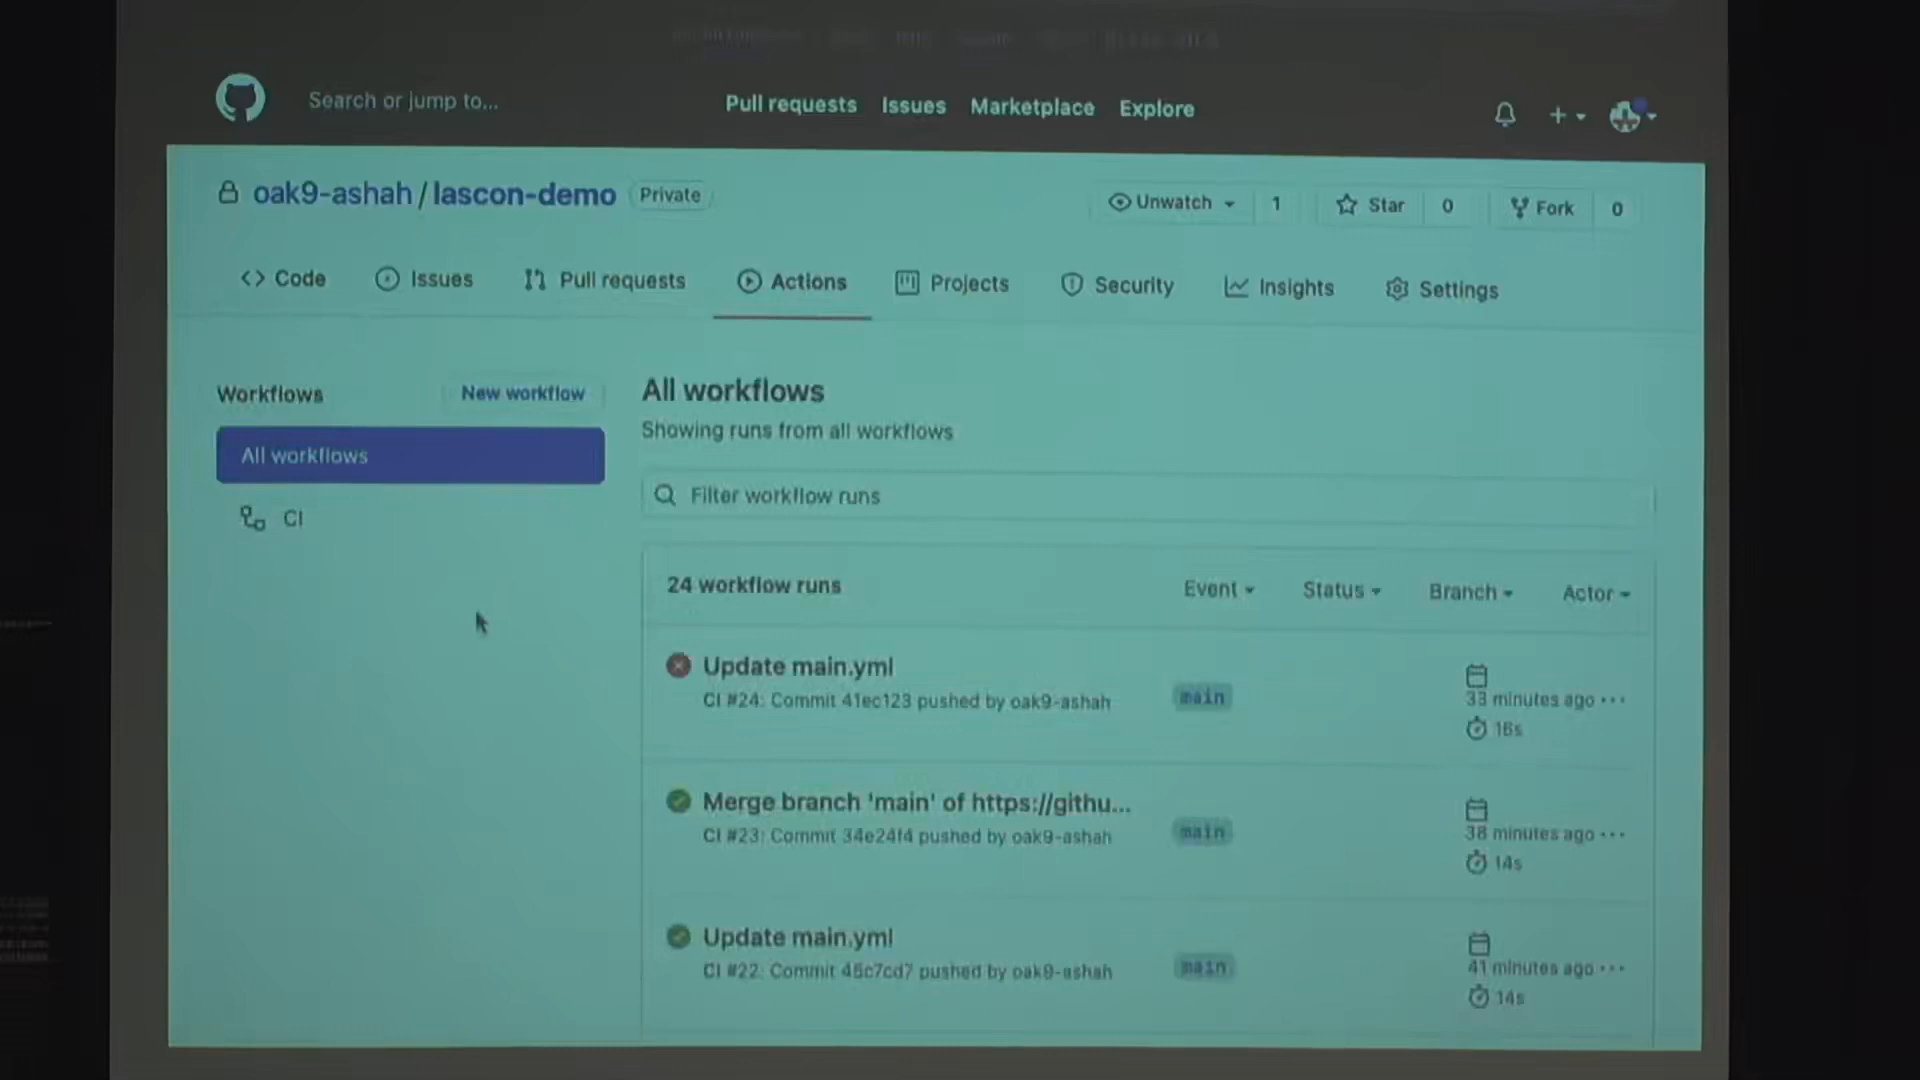 Search or jump to...
Pull requests Issues Marketplace Explore
oak9-ashah / lascon-demo Private
Unwatch 1 Star 0 Fork 0
Code Issues Pull requests Actions Projects Security Insights Settings
Workflows New workflow
All workflows
CI
All workflows
Showing runs from all workflows
Filter workflow runs
24 workflow runs Event Status Branch Actor
Update main.yml
CI #24: Commit 41ec123 pushed by oak9-ashah
main
33 minutes ago ...
16s
Merge branch 'main' of https://githu...
CI #23: Commit 34e24f4 pushed by oak9-ashah
main
38 minutes ago ...
14s
Update main.yml
CI #22: Commit 46c7cd7 pushed by oak9-ashah
main
41 minutes ago ...
14s